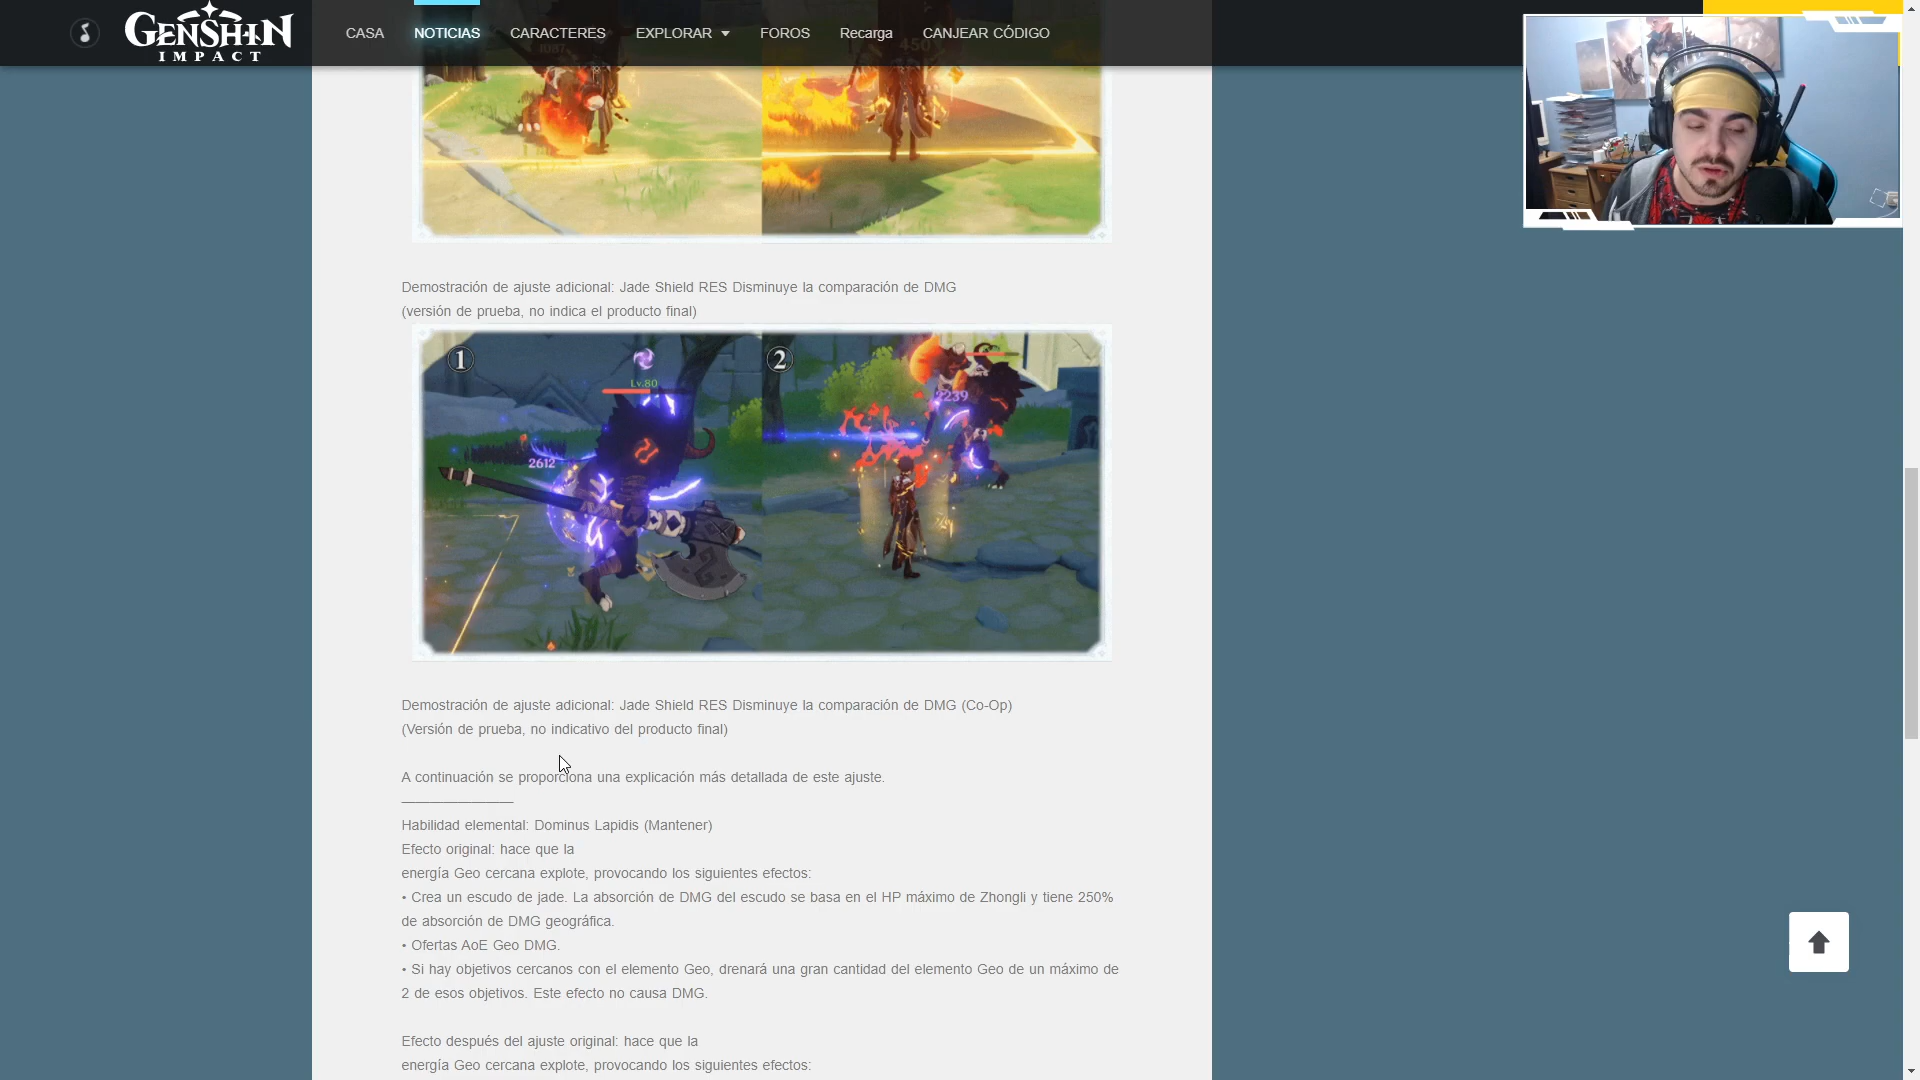 GENSHIN
IMPACT
CASA
NOTICIAS
CARACTERES
EXPLORAR
FOROS
Recarga
CANJEAR CÓDIGO
Demostración de ajuste adicional: Jade Shield RES Disminuye la comparación de DMG
(versión de prueba, no indica el producto final)
1
2
Lv.80
2612
2239
Demostración de ajuste adicional: Jade Shield RES Disminuye la comparación de DMG (Co-Op)
(Versión de prueba, no indicativo del producto final)
A continuación se proporciona una explicación más detallada de este ajuste.
————————
Habilidad elemental: Dominus Lapidis (Mantener)
Efecto original: hace que la
energía Geo cercana explote, provocando los siguientes efectos:
• Crea un escudo de jade. La absorción de DMG del escudo se basa en el HP máximo de Zhongli y tiene 250%
de absorción de DMG geográfica.
• Ofertas AoE Geo DMG.
• Si hay objetivos cercanos con el elemento Geo, drenará una gran cantidad del elemento Geo de un máximo de
2 de esos objetivos. Este efecto no causa DMG.
Efecto después del ajuste original: hace que la
energía Geo cercana explote, provocando los siguientes efectos: